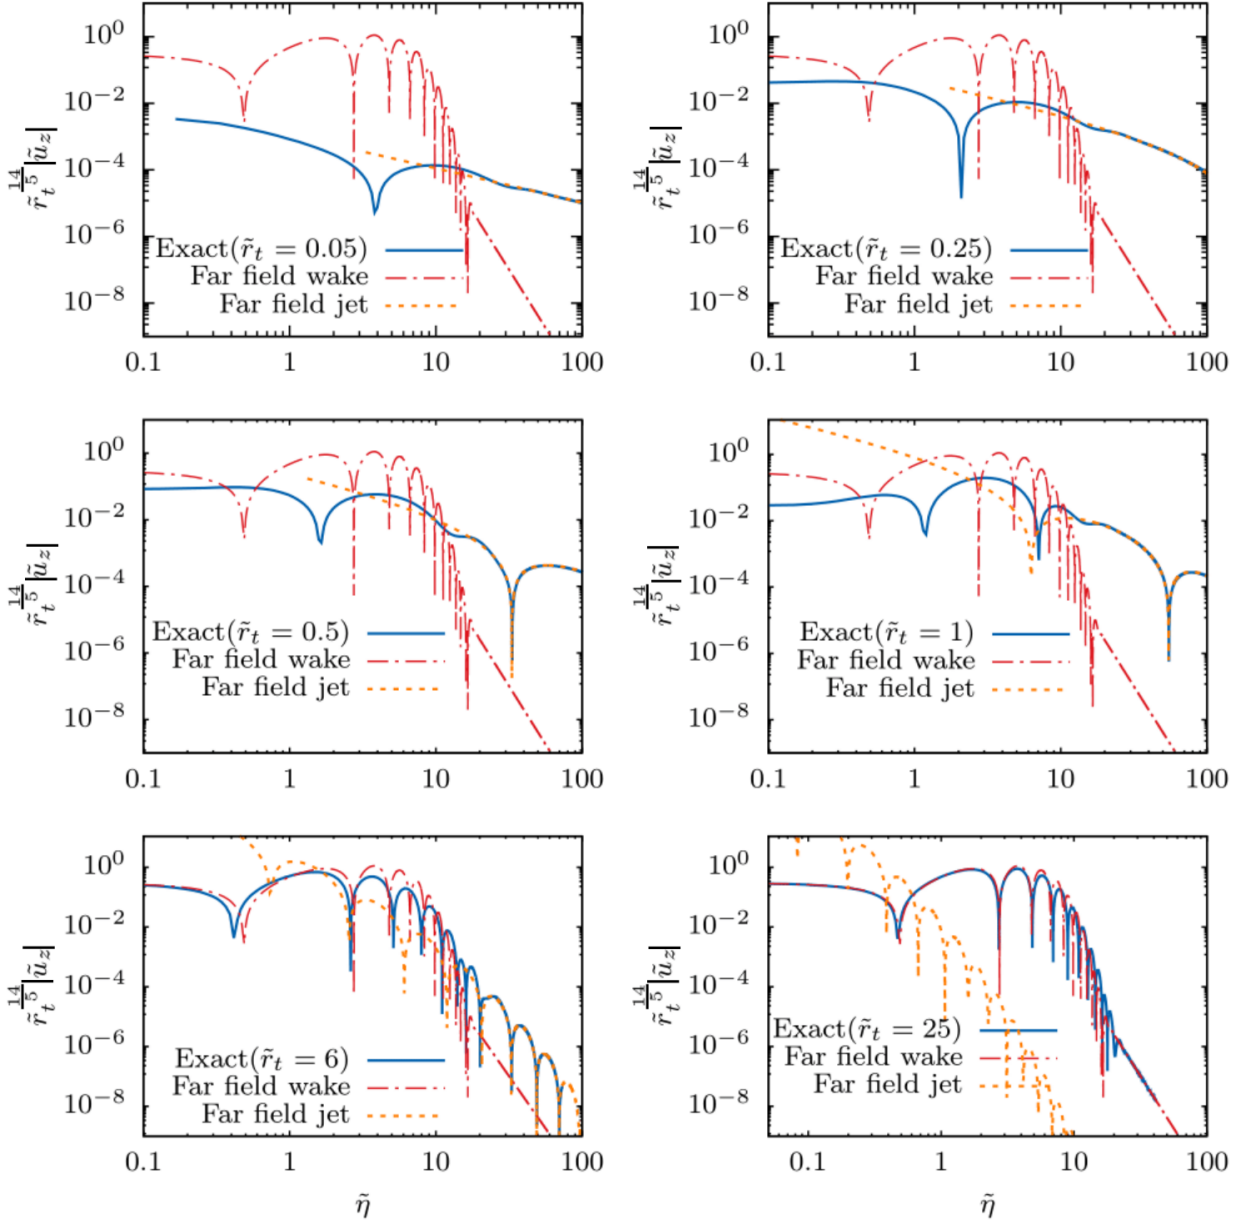 10^0
10^-2
10^-4
10^-6
10^-8
r̃_t^{14/5}|ũ_z|
Exact(r̃_t = 0.05)
Far field wake
Far field jet
0.1 1 10 100
10^0
10^-2
10^-4
10^-6
10^-8
r̃_t^{14/5}|ũ_z|
Exact(r̃_t = 0.25)
Far field wake
Far field jet
0.1 1 10 100
10^0
10^-2
10^-4
10^-6
10^-8
r̃_t^{14/5}|ũ_z|
Exact(r̃_t = 0.5)
Far field wake
Far field jet
0.1 1 10 100
10^0
10^-2
10^-4
10^-6
10^-8
r̃_t^{14/5}|ũ_z|
Exact(r̃_t = 1)
Far field wake
Far field jet
0.1 1 10 100
10^0
10^-2
10^-4
10^-6
10^-8
r̃_t^{14/5}|ũ_z|
Exact(r̃_t = 6)
Far field wake
Far field jet
0.1 1 10 100
η̃
10^0
10^-2
10^-4
10^-6
10^-8
r̃_t^{14/5}|ũ_z|
Exact(r̃_t = 25)
Far field wake
Far field jet
0.1 1 10 100
η̃